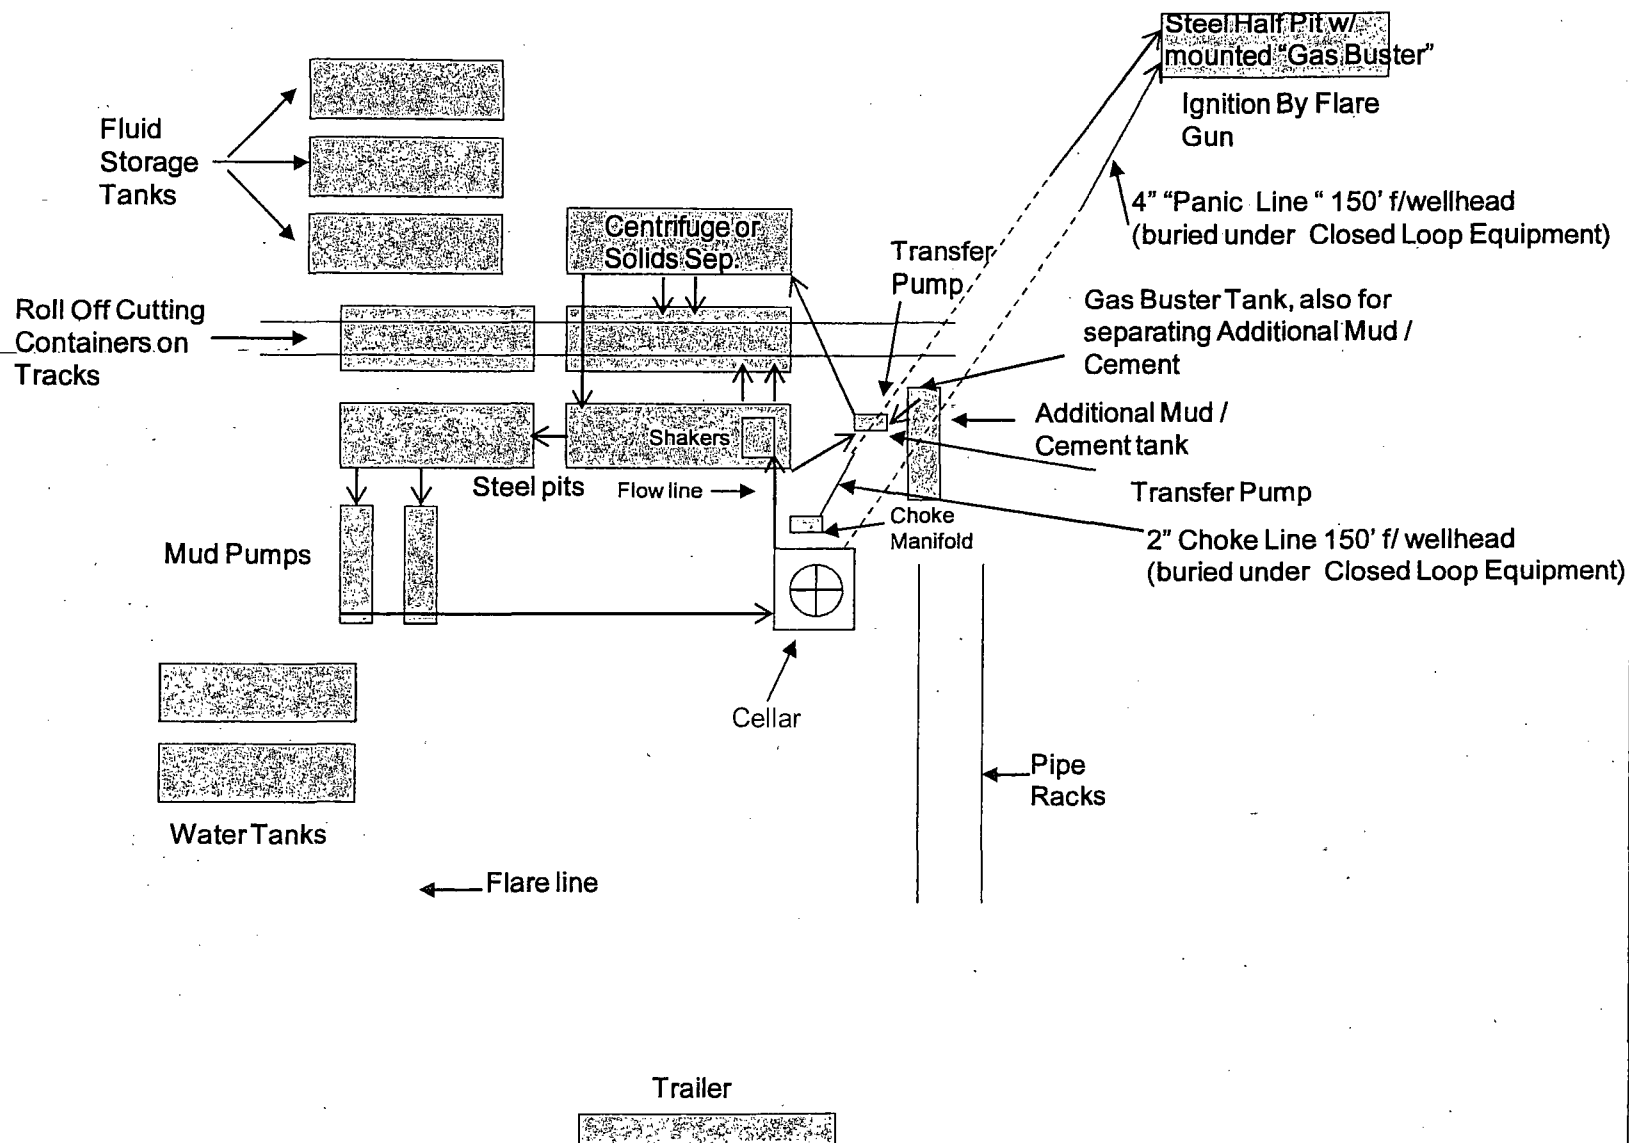 Steel Half Pit w/
mounted “Gas Buster”
Ignition By Flare
Gun
Fluid
Storage
Tanks
4” “Panic Line “ 150’ f/wellhead
(buried under Closed Loop Equipment)
Centrifuge or
Solids Sep.
Transfer
Pump
Roll Off Cutting
Containers on
Tracks
Gas Buster Tank, also for
separating Additional Mud /
Cement
Additional Mud /
Cement tank
Shakers
Steel pits
Flow line
Transfer Pump
Choke
Manifold
2” Choke Line 150’ f/ wellhead
(buried under Closed Loop Equipment)
Mud Pumps
Cellar
Pipe
Racks
Water Tanks
Flare line
Trailer